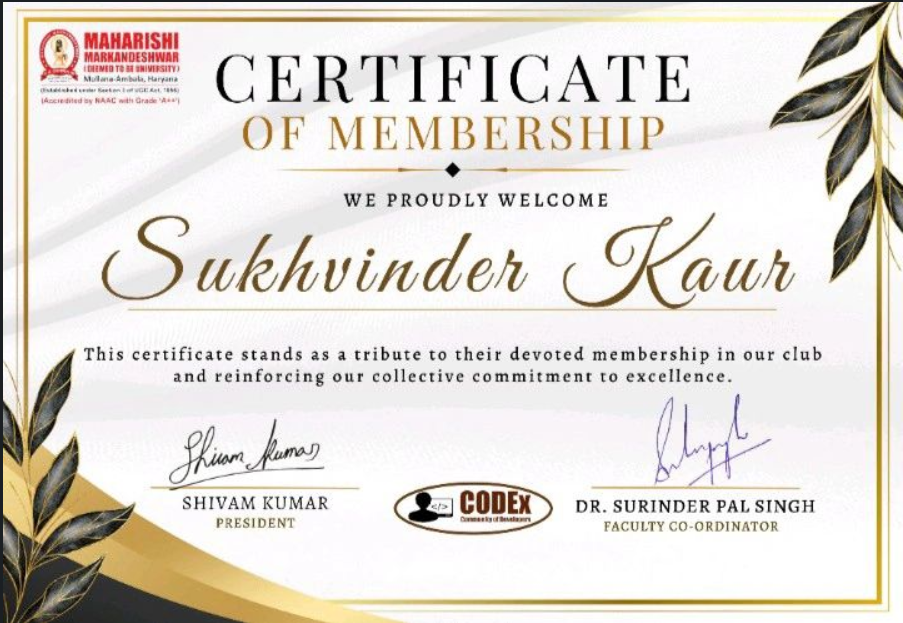 MAHARISHI
MARKANDESHWAR
(DEEMED TO BE UNIVERSITY)
Mullana-Ambala, Haryana
(Established under Section 3 of UGC Act, 1956)
(Accredited by NAAC with Grade 'A++')
CERTIFICATE
OF MEMBERSHIP
WE PROUDLY WELCOME
Sukhvinder Kaur
This certificate stands as a tribute to their devoted membership in our club
and reinforcing our collective commitment to excellence.
Shivam Kumar
SHIVAM KUMAR
PRESIDENT
</> CODEx
Community of Developers
DR. SURINDER PAL SINGH
FACULTY CO-ORDINATOR